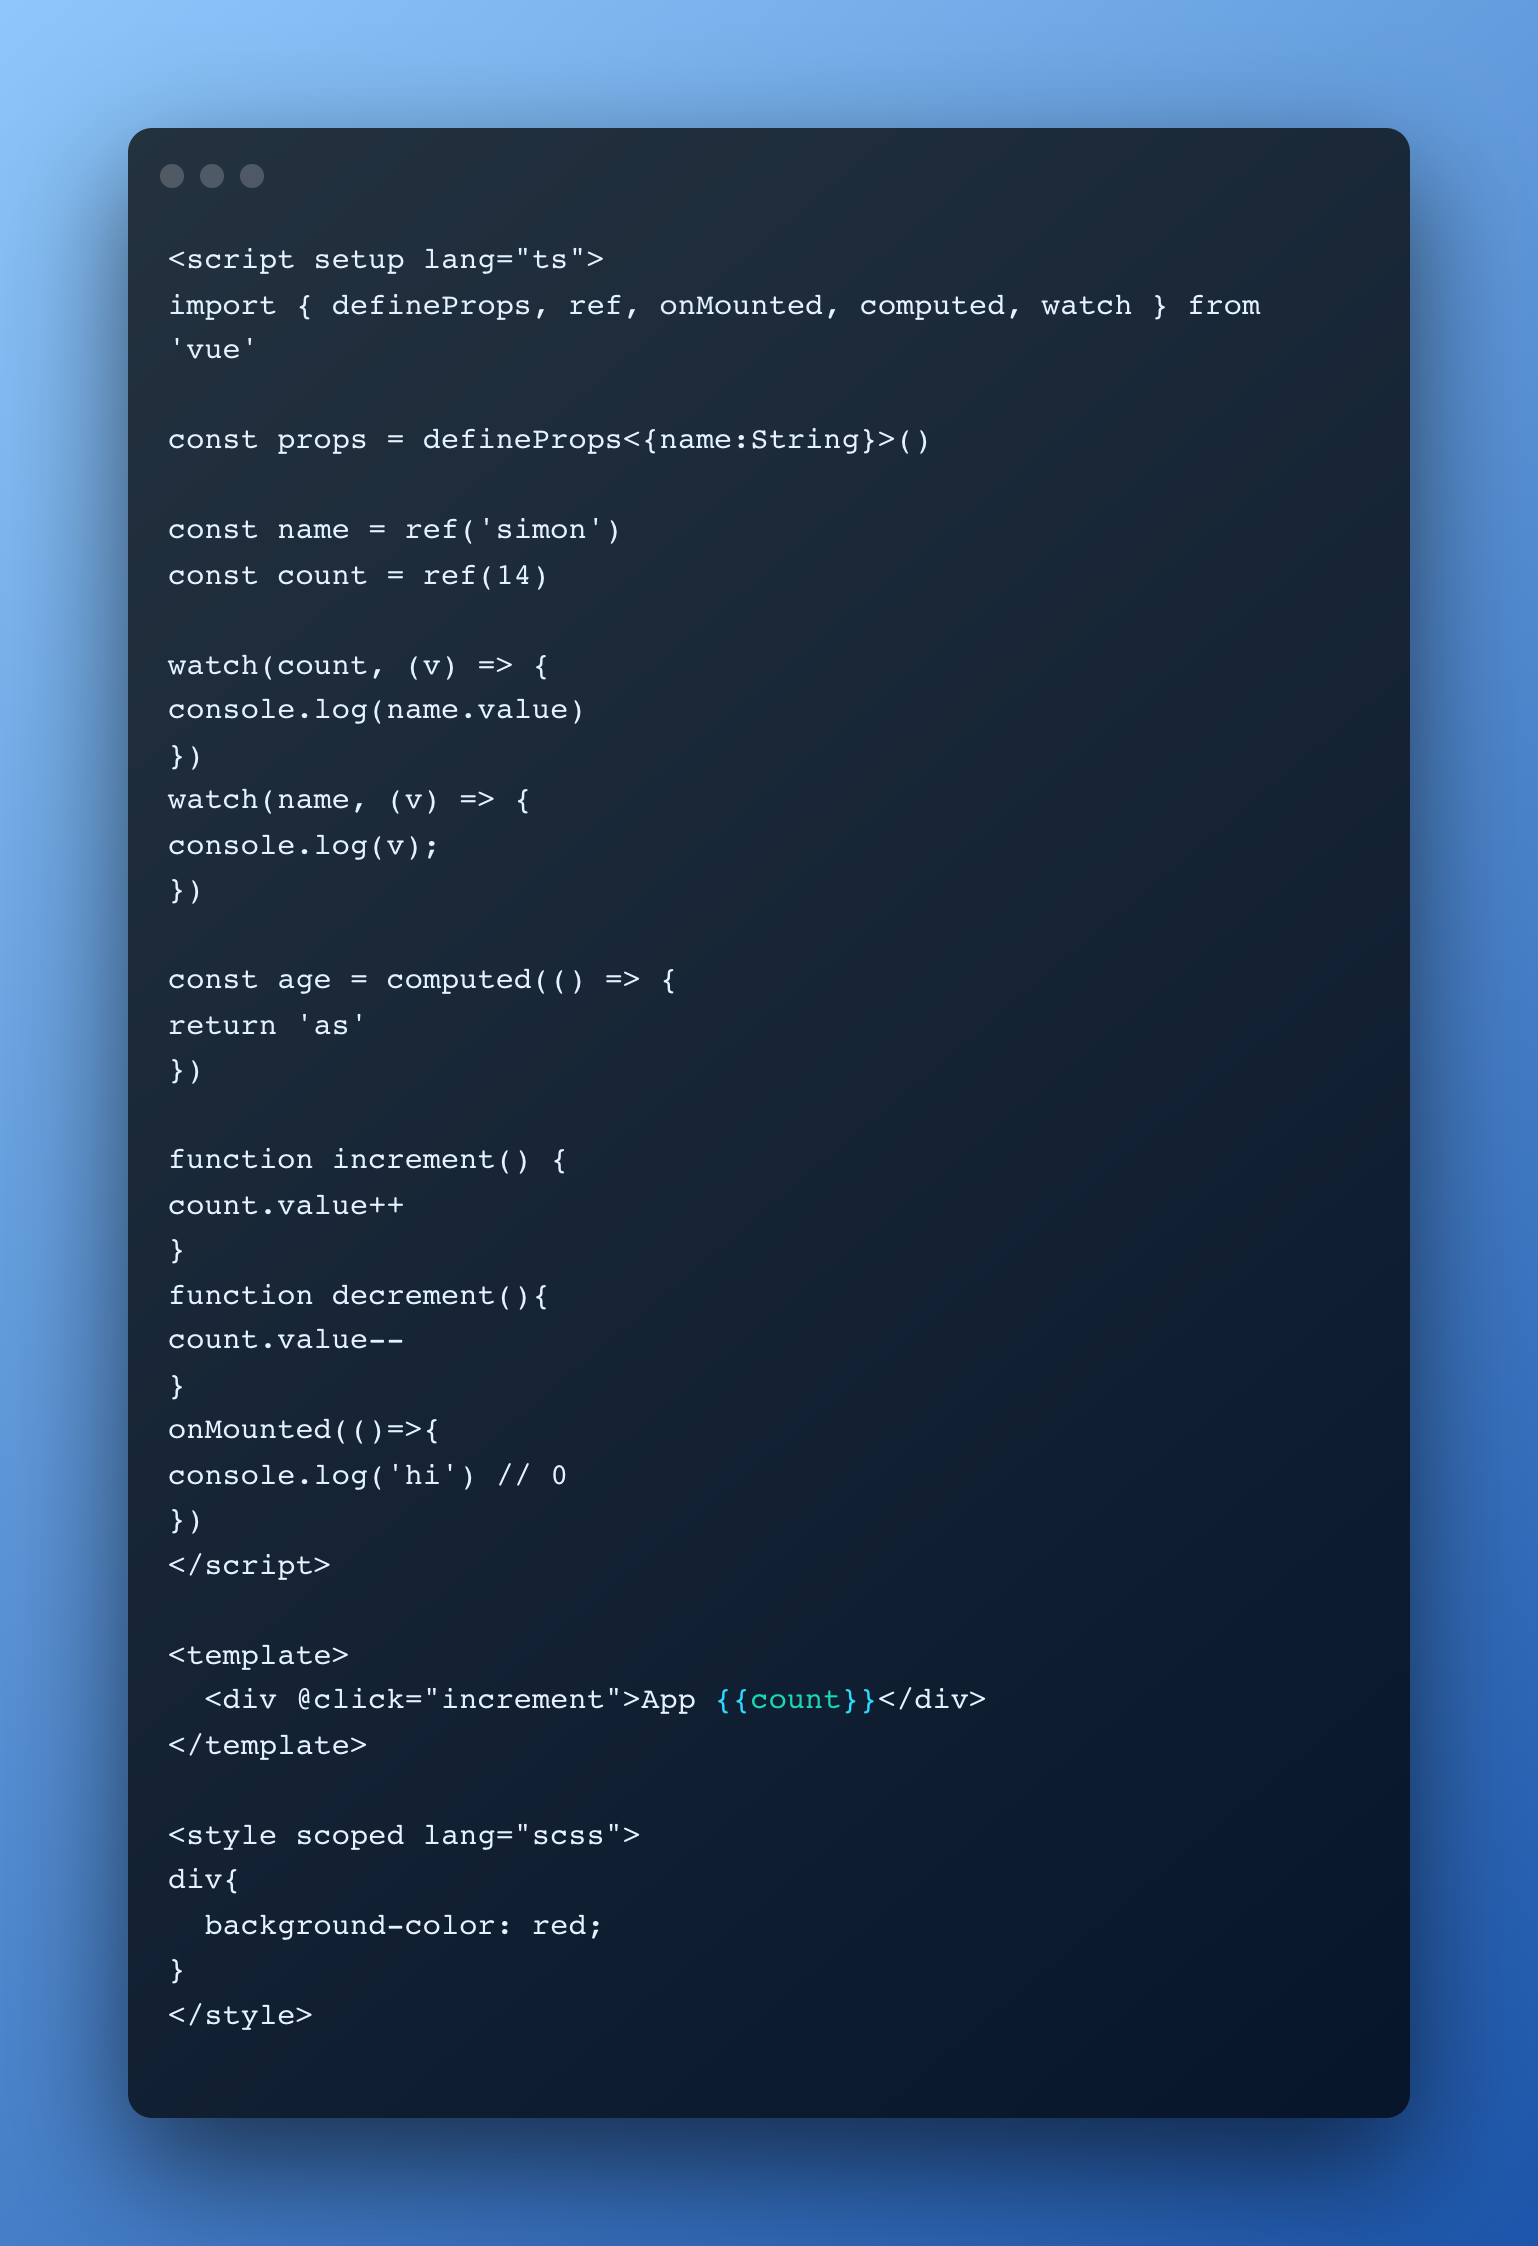 <script setup lang="ts">
import { defineProps, ref, onMounted, computed, watch } from
'vue'

const props = defineProps<{name:String}>()

const name = ref('simon')
const count = ref(14)

watch(count, (v) => {
console.log(name.value)
})
watch(name, (v) => {
console.log(v);
})

const age = computed(() => {
return 'as'
})

function increment() {
count.value++
}
function decrement(){
count.value--
}
onMounted(()=>{
console.log('hi') // 0
})
</script>

<template>
  <div @click="increment">App {{count}}</div>
</template>

<style scoped lang="scss">
div{
  background-color: red;
}
</style>